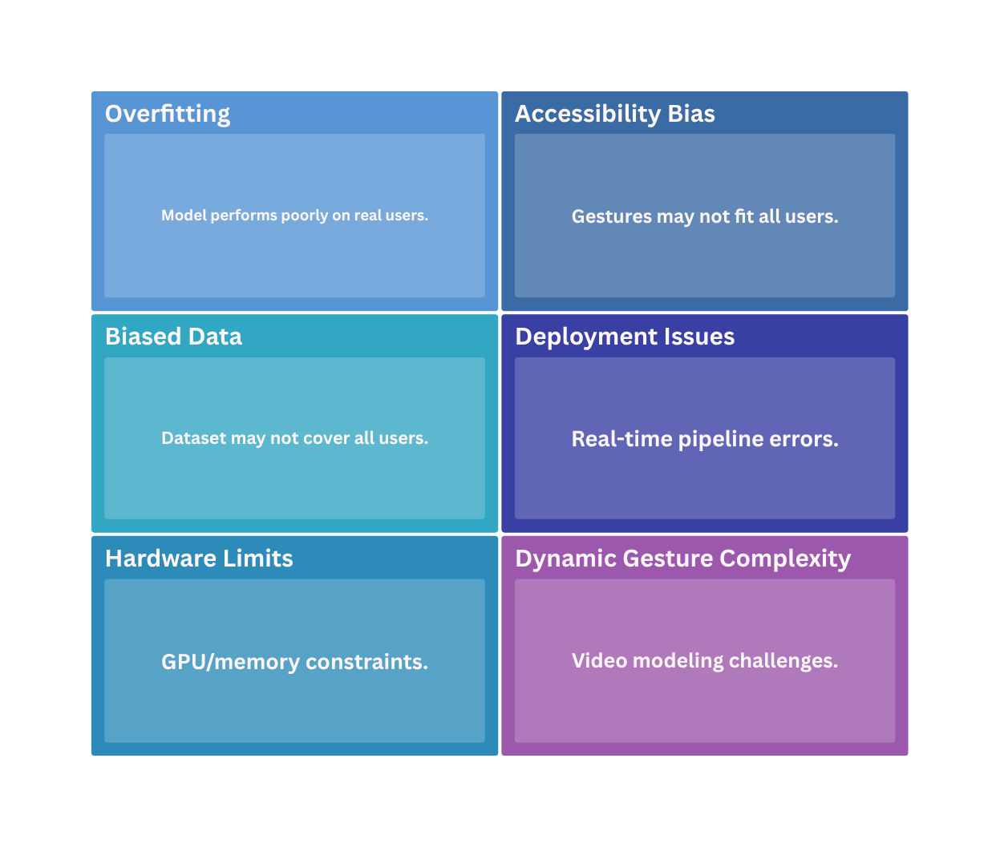 Overfitting
Model performs poorly on real users.
Accessibility Bias
Gestures may not fit all users.
Biased Data
Dataset may not cover all users.
Deployment Issues
Real-time pipeline errors.
Hardware Limits
GPU/memory constraints.
Dynamic Gesture Complexity
Video modeling challenges.